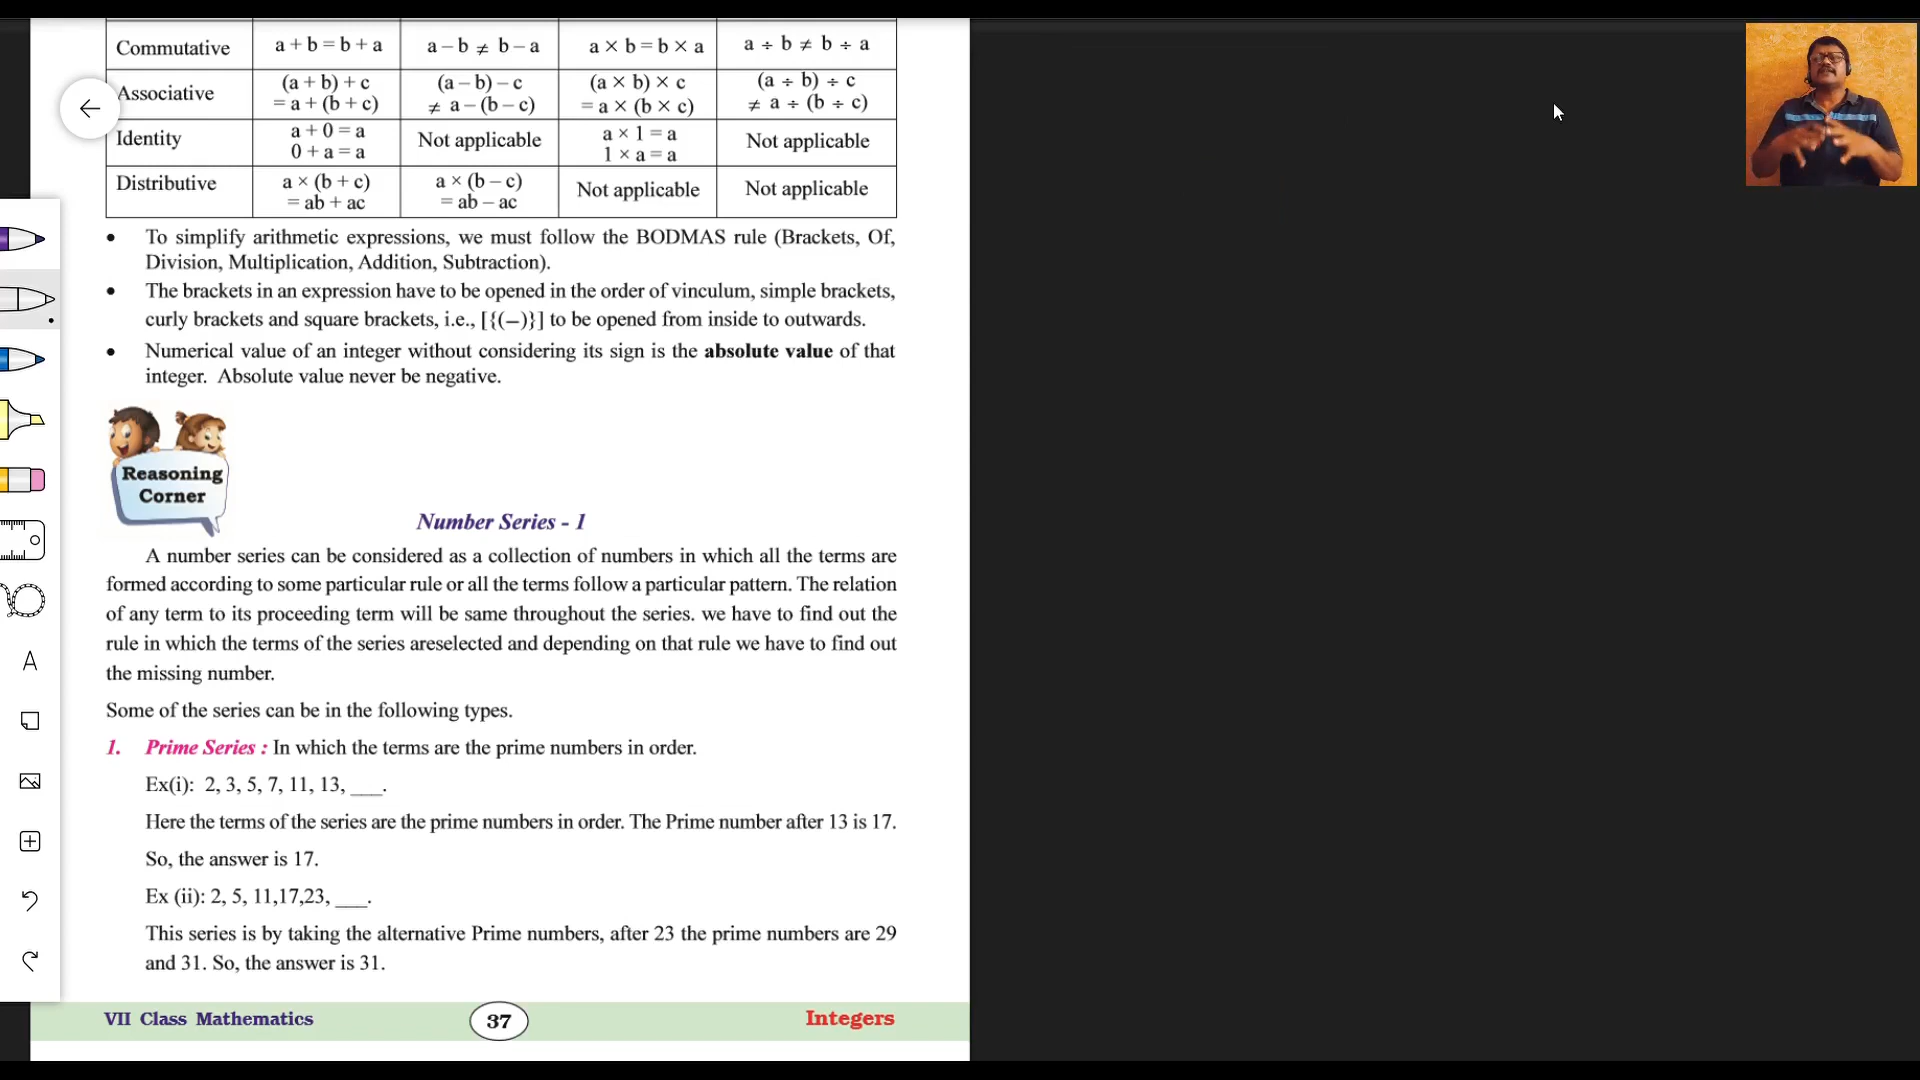 Commutative a + b = b + a a – b ≠ b – a a × b = b × a a ÷ b ≠ b ÷ a
Associative (a + b) + c = a + (b + c) (a – b) – c ≠ a – (b – c) (a × b) × c = a × (b × c) (a ÷ b) ÷ c ≠ a ÷ (b ÷ c)
Identity a + 0 = a 0 + a = a Not applicable a × 1 = a 1 × a = a Not applicable
Distributive a × (b + c) = ab + ac a × (b – c) = ab – ac Not applicable Not applicable
• To simplify arithmetic expressions, we must follow the BODMAS rule (Brackets, Of,
Division, Multiplication, Addition, Subtraction).
• The brackets in an expression have to be opened in the order of vinculum, simple brackets,
curly brackets and square brackets, i.e., [{(–)}] to be opened from inside to outwards.
• Numerical value of an integer without considering its sign is the absolute value of that
integer. Absolute value never be negative.
Reasoning
Corner
Number Series - 1
A number series can be considered as a collection of numbers in which all the terms are
formed according to some particular rule or all the terms follow a particular pattern. The relation
of any term to its proceeding term will be same throughout the series. we have to find out the
rule in which the terms of the series areselected and depending on that rule we have to find out
the missing number.
Some of the series can be in the following types.
1. Prime Series : In which the terms are the prime numbers in order.
Ex(i): 2, 3, 5, 7, 11, 13, ___.
Here the terms of the series are the prime numbers in order. The Prime number after 13 is 17.
So, the answer is 17.
Ex (ii): 2, 5, 11,17,23, ___.
This series is by taking the alternative Prime numbers, after 23 the prime numbers are 29
and 31. So, the answer is 31.
VII Class Mathematics 37 Integers
A